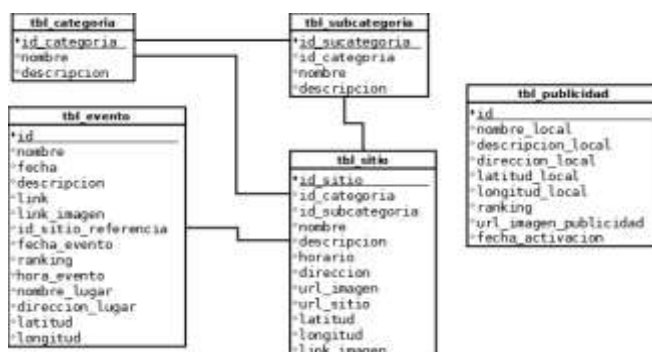 tbl_categoria
*id_categoria
nombre
descripcion
tbl_subcategoria
*id_sucategoria
id_categoria
nombre
descripcion
tbl_publicidad
*id
nombre_local
descripcion_local
direccion_local
latitud_local
longitud_local
ranking
url_imagen_publicidad
fecha_activacion
tbl_evento
*id
nombre
fecha
descripcion
link
link_imagen
id_sitio_referencia
fecha_evento
ranking
hora_evento
nombre_lugar
direccion_lugar
latitud
longitud
tbl_sitio
*id_sitio
id_categoria
id_subcategoria
nombre
descripcion
horario
direccion
url_imagen
url_sitio
latitud
longitud
link_imagen